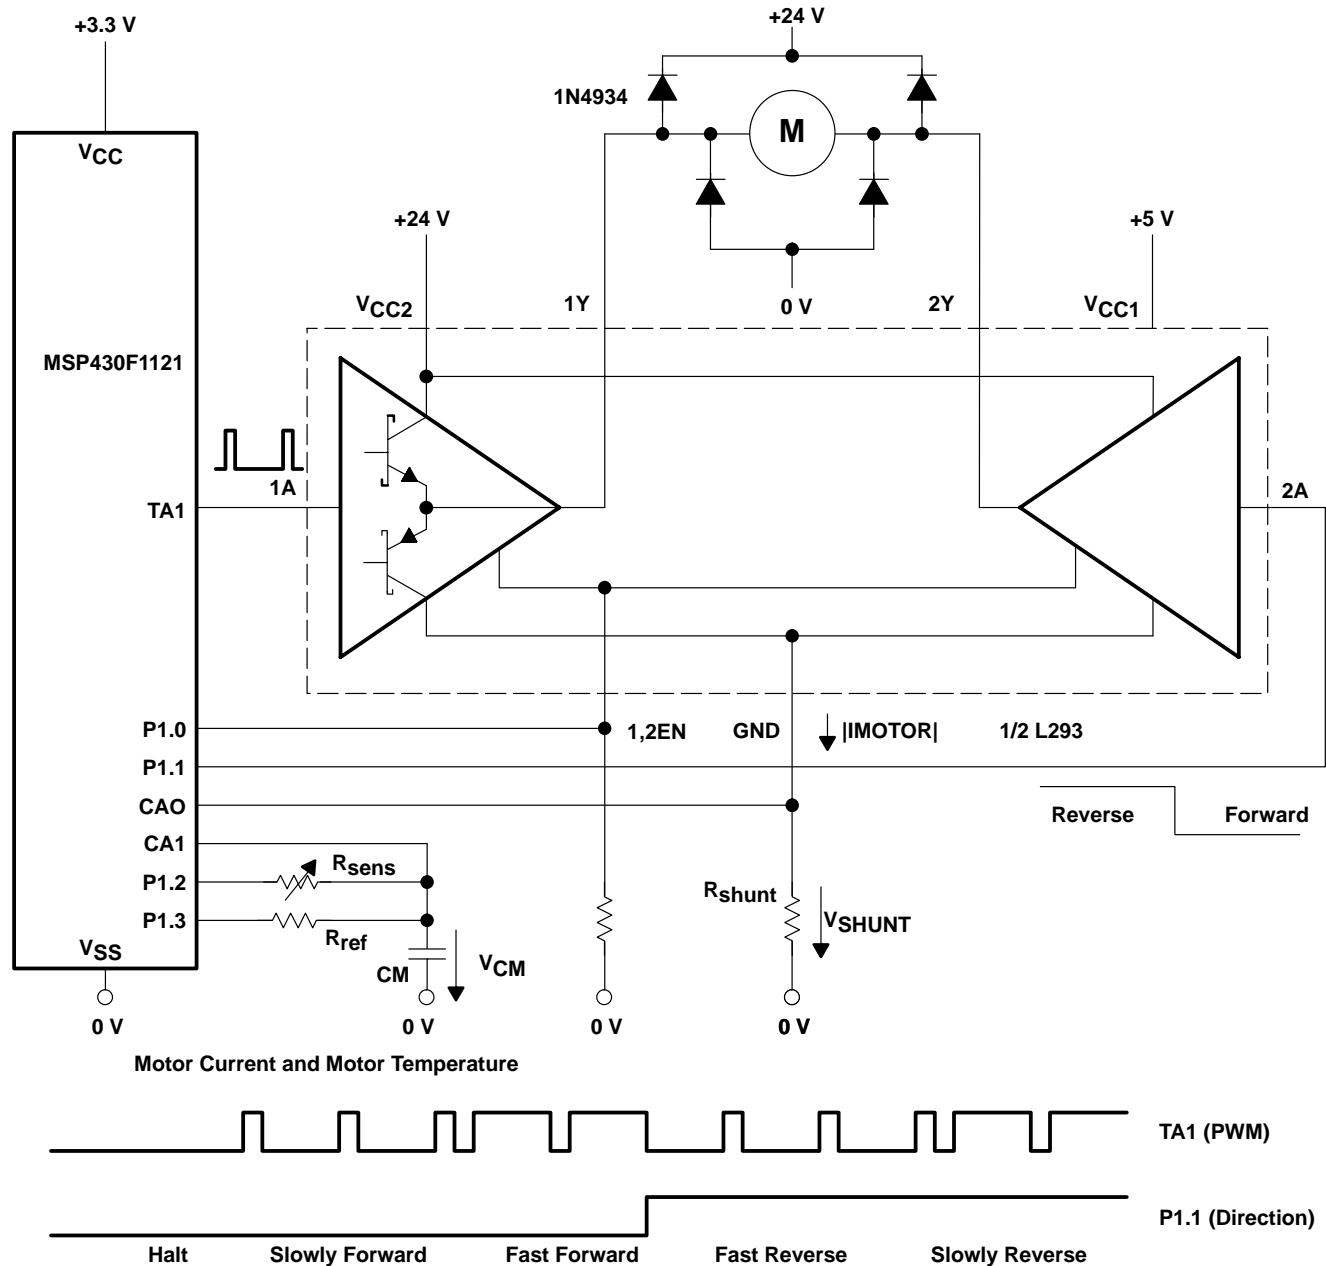 +3.3 V
+24 V
1N4934
M
VCC
+24 V
+5 V
VCC2
1Y
0 V
2Y
VCC1
MSP430F1121
1A
2A
TA1
P1.0
1,2EN
GND
|IMOTOR|
1/2 L293
P1.1
CAO
Reverse
Forward
CA1
Rsens
P1.2
Rshunt
P1.3
VSHUNT
Rref
VSS
CM
VCM
0 V
0 V
0 V
0 V
Motor Current and Motor Temperature
TA1 (PWM)
P1.1 (Direction)
Halt
Slowly Forward
Fast Forward
Fast Reverse
Slowly Reverse